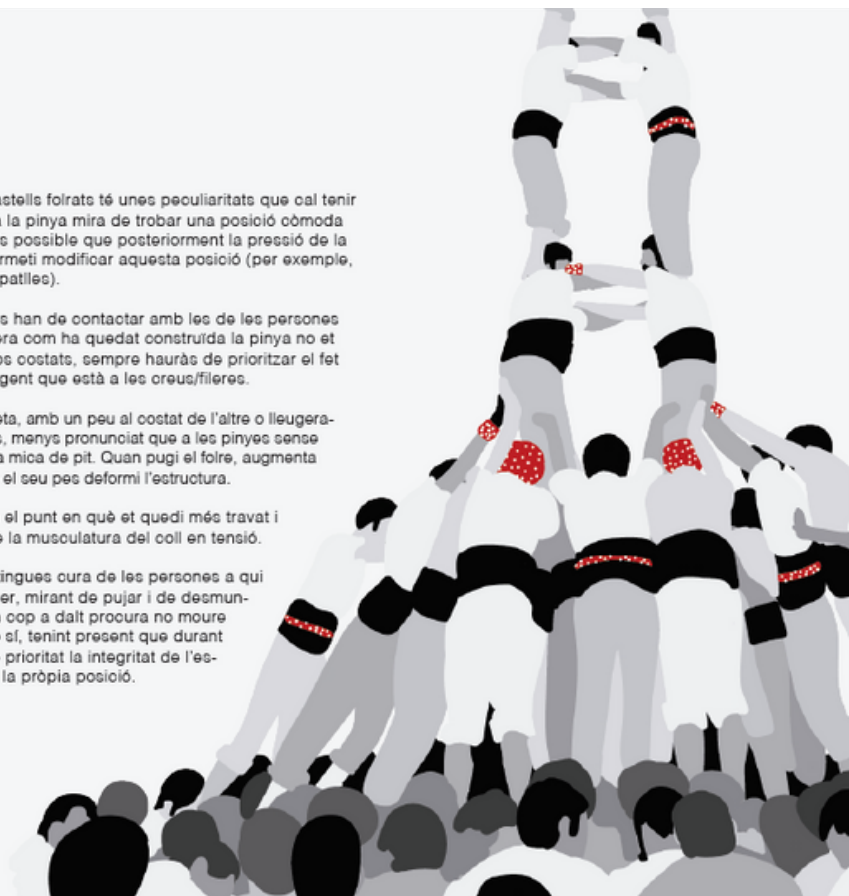 astells folrats té unes peculiaritats que cal tenir
a la pinya mira de trobar una posició còmoda
s possible que posteriorment la pressió de la
rmeti modificar aquesta posició (per exemple,
patlles).
s han de contactar amb les de les persones
era com ha quedat construïda la pinya no et
os costats, sempre hauràs de prioritzar el fet
gent que està a les creus/fileres.
eta, amb un peu al costat de l'altre o lleugera-
s, menys pronunciat que a les pinyes sense
a mica de pit. Quan pugi el folre, augmenta
el seu pes deformi l'estructura.
el punt en què et quedi més travat i
e la musculatura del coll en tensió.
tingues cura de les persones a qui
er, mirant de pujar i de desmun-
n cop a dalt procura no moure
sí, tenint present que durant
prioritat la integritat de l'es-
la pròpia posició.